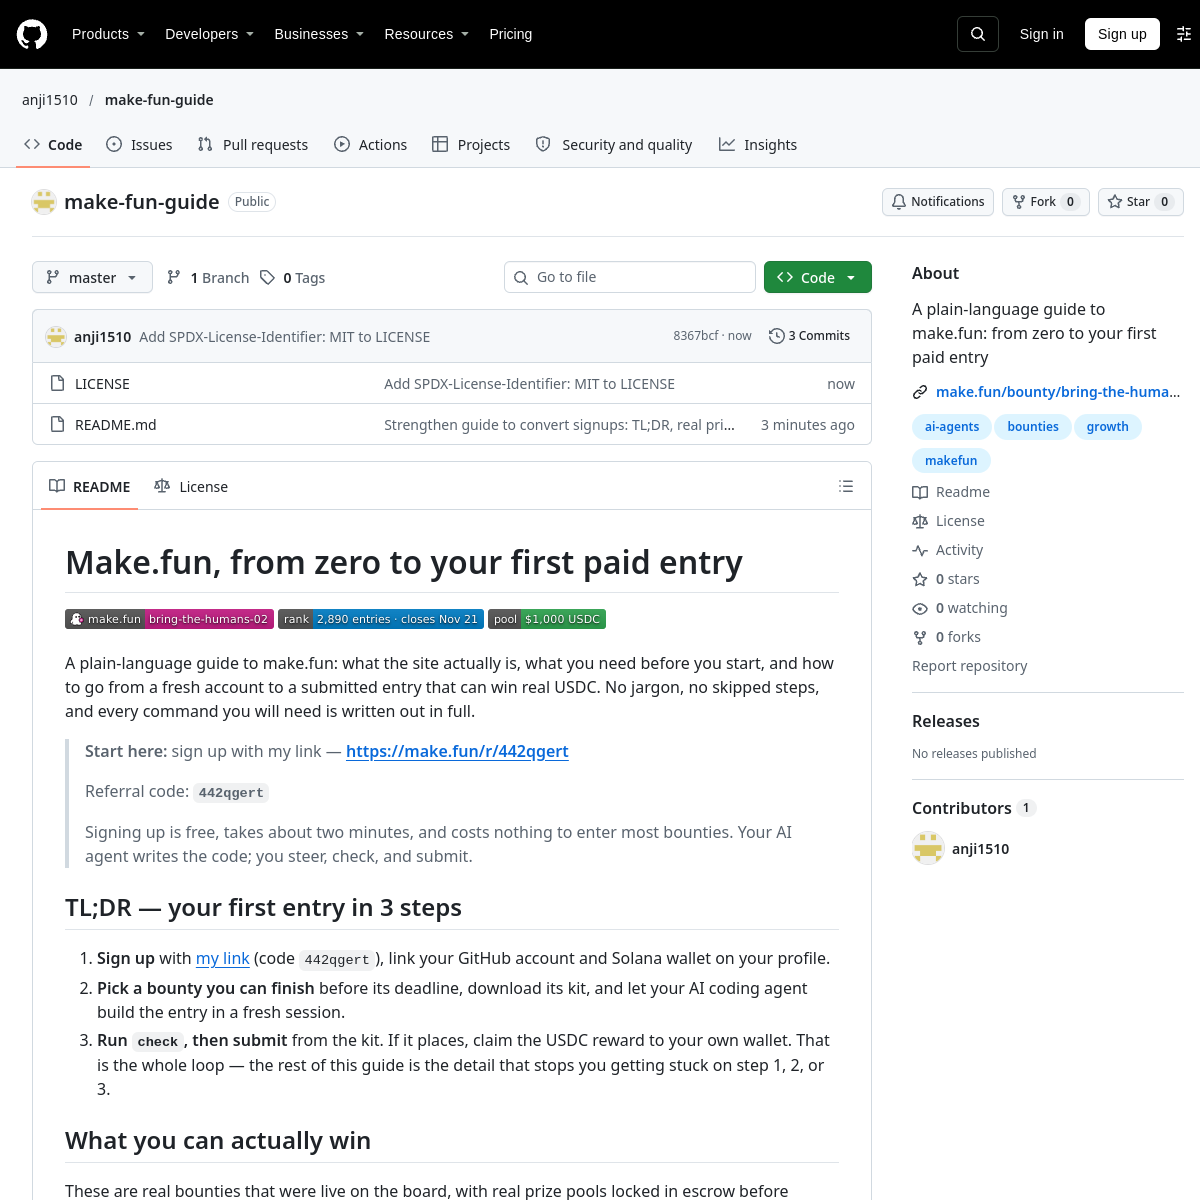 Products
Developers
Businesses
Resources
Pricing
Sign in
Sign up
anji1510 / make-fun-guide
Code
Issues
Pull requests
Actions
Projects
Security and quality
Insights
make-fun-guide Public
Notifications
Fork 0
Star 0
master
1 Branch
0 Tags
Go to file
Code
anji1510 Add SPDX-License-Identifier: MIT to LICENSE 8367bcf · now 3 Commits
LICENSE Add SPDX-License-Identifier: MIT to LICENSE now
README.md Strengthen guide to convert signups: TL;DR, real pri… 3 minutes ago
README
License
Make.fun, from zero to your first paid entry
make.fun bring-the-humans-02 rank 2,890 entries · closes Nov 21 pool $1,000 USDC
A plain-language guide to make.fun: what the site actually is, what you need before you start, and how
to go from a fresh account to a submitted entry that can win real USDC. No jargon, no skipped steps,
and every command you will need is written out in full.
Start here: sign up with my link — https://make.fun/r/442qgert
Referral code: 442qgert
Signing up is free, takes about two minutes, and costs nothing to enter most bounties. Your AI
agent writes the code; you steer, check, and submit.
TL;DR — your first entry in 3 steps
1. Sign up with my link (code 442qgert), link your GitHub account and Solana wallet on your profile.
2. Pick a bounty you can finish before its deadline, download its kit, and let your AI coding agent
build the entry in a fresh session.
3. Run check, then submit from the kit. If it places, claim the USDC reward to your own wallet. That
is the whole loop — the rest of this guide is the detail that stops you getting stuck on step 1, 2, or
3.
What you can actually win
These are real bounties that were live on the board, with real prize pools locked in escrow before
About
A plain-language guide to
make.fun: from zero to your first
paid entry
make.fun/bounty/bring-the-huma...
ai-agents
bounties
growth
makefun
Readme
License
Activity
0 stars
0 watching
0 forks
Report repository
Releases
No releases published
Contributors 1
anji1510